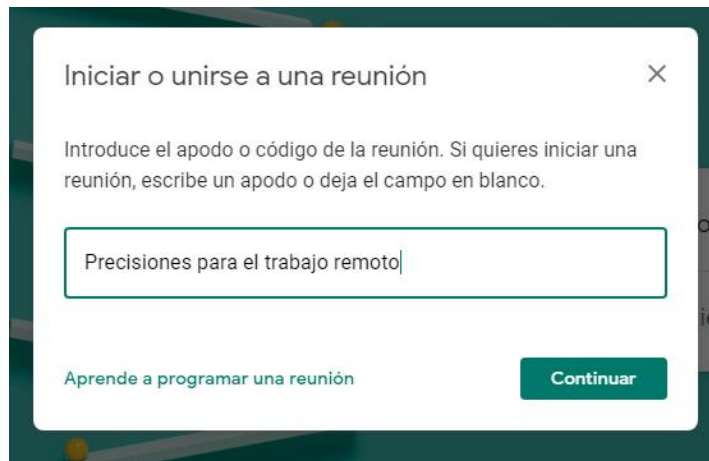 Iniciar o unirse a una reunión
Introduce el apodo o código de la reunión. Si quieres iniciar una
reunión, escribe un apodo o deja el campo en blanco.
Precisiones para el trabajo remoto
Aprende a programar una reunión
Continuar